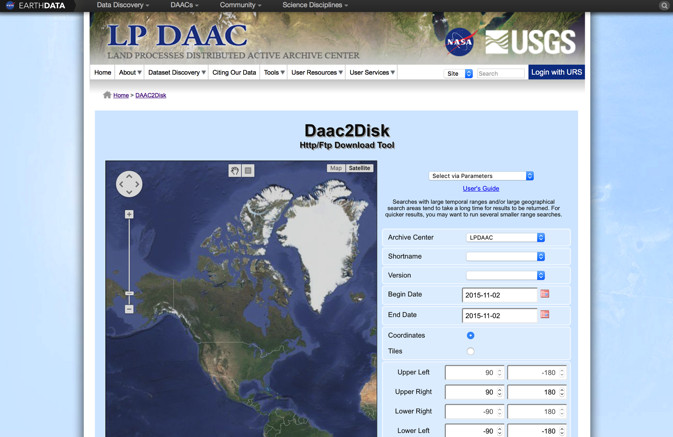 EARTHDATA Data Discovery DAACs Community Science Disciplines
LP DAAC
LAND PROCESSES DISTRIBUTED ACTIVE ARCHIVE CENTER
NASA USGS
Home About Dataset Discovery Citing Our Data Tools User Resources User Services Site Search Login with URS
Home > DAAC2Disk
Daac2Disk
Http/Ftp Download Tool
Map Satellite
Select via Parameters
User's Guide
Searches with large temporal ranges and/or large geographical
search areas tend to take a long time for results to be returned. For
quicker results, you may want to run several smaller range searches.
Archive Center LPDAAC
Shortname
Version
Begin Date 2015-11-02
End Date 2015-11-02
Coordinates
Tiles
Upper Left 90 -180
Upper Right 90 180
Lower Right -90 180
Lower Left -90 -180